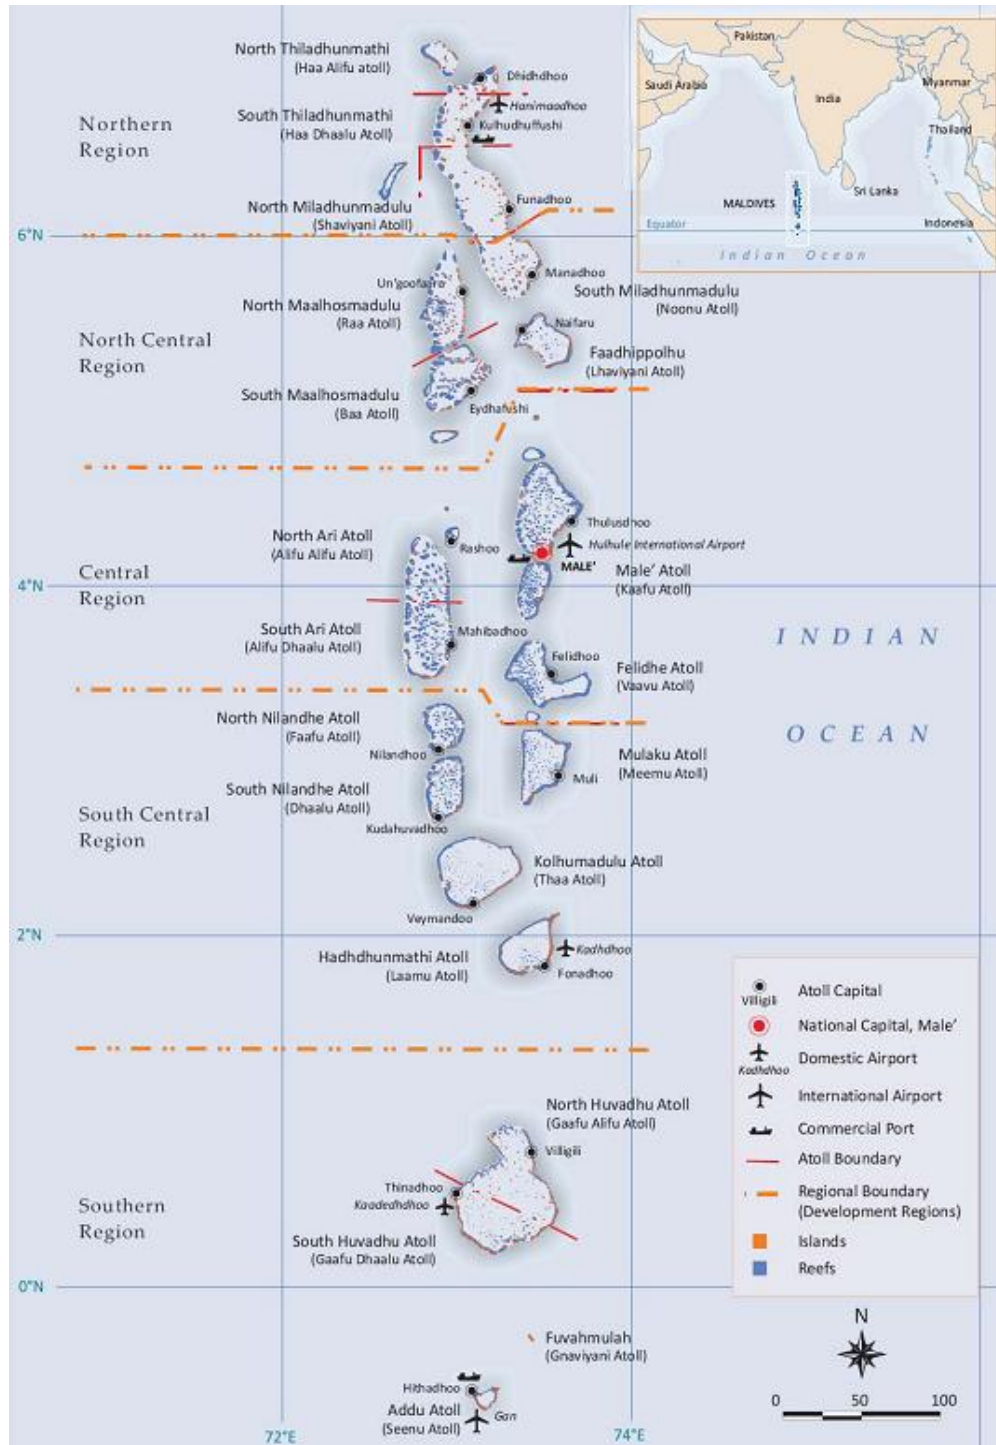 North Thiladhunmathi
(Haa Alifu atoll)
Dhidhdhoo
Hanimaadhoo
South Thiladhunmathi
(Haa Dhaalu Atoll)
Kulhudhuffushi
Northern
Region
North Miladhunmadulu
(Shaviyani Atoll)
Funadhoo
Pakistan
Saudi Arabia
India
Myanmar
Thailand
Sri Lanka
MALDIVES
Equator
Indonesia
Indian Ocean
6°N
Manadhoo
South Miladhunmadulu
(Noonu Atoll)
Un'goofaaro
North Maalhosmadulu
(Raa Atoll)
Naifaru
North Central
Region
Faadhippolhu
(Lhaviyani Atoll)
South Maalhosmadulu
(Baa Atoll)
Eydhafushi
Thulusdhoo
North Ari Atoll
(Alifu Alifu Atoll)
Rashoo
Hulhule International Airport
MALE'
Male' Atoll
(Kaafu Atoll)
Central
Region
4°N
South Ari Atoll
(Alifu Dhaalu Atoll)
Mahibadhoo
INDIAN
OCEAN
Felidhoo
Felidhe Atoll
(Vaavu Atoll)
North Nilandhe Atoll
(Faafu Atoll)
Nilandhoo
Mulaku Atoll
(Meemu Atoll)
Muli
South Nilandhe Atoll
(Dhaalu Atoll)
South Central
Region
Kudahuvadhoo
Kolhumadulu Atoll
(Thaa Atoll)
Veymandoo
2°N
Hadhdhunmathi Atoll
(Laamu Atoll)
Kadhdhoo
Fonadhoo
Villigili
Atoll Capital
National Capital, Male'
Kadhdhoo
Domestic Airport
International Airport
Commercial Port
Atoll Boundary
Regional Boundary
(Development Regions)
Islands
Reefs
North Huvadhu Atoll
(Gaafu Alifu Atoll)
Villigili
Thinadhoo
Kaadedhdhoo
Southern
Region
South Huvadhu Atoll
(Gaafu Dhaalu Atoll)
0°N
Fuvahmulah
(Gnaviyani Atoll)
Hithadhoo
Addu Atoll
(Seenu Atoll)
Gan
N
0 50 100
72°E
74°E